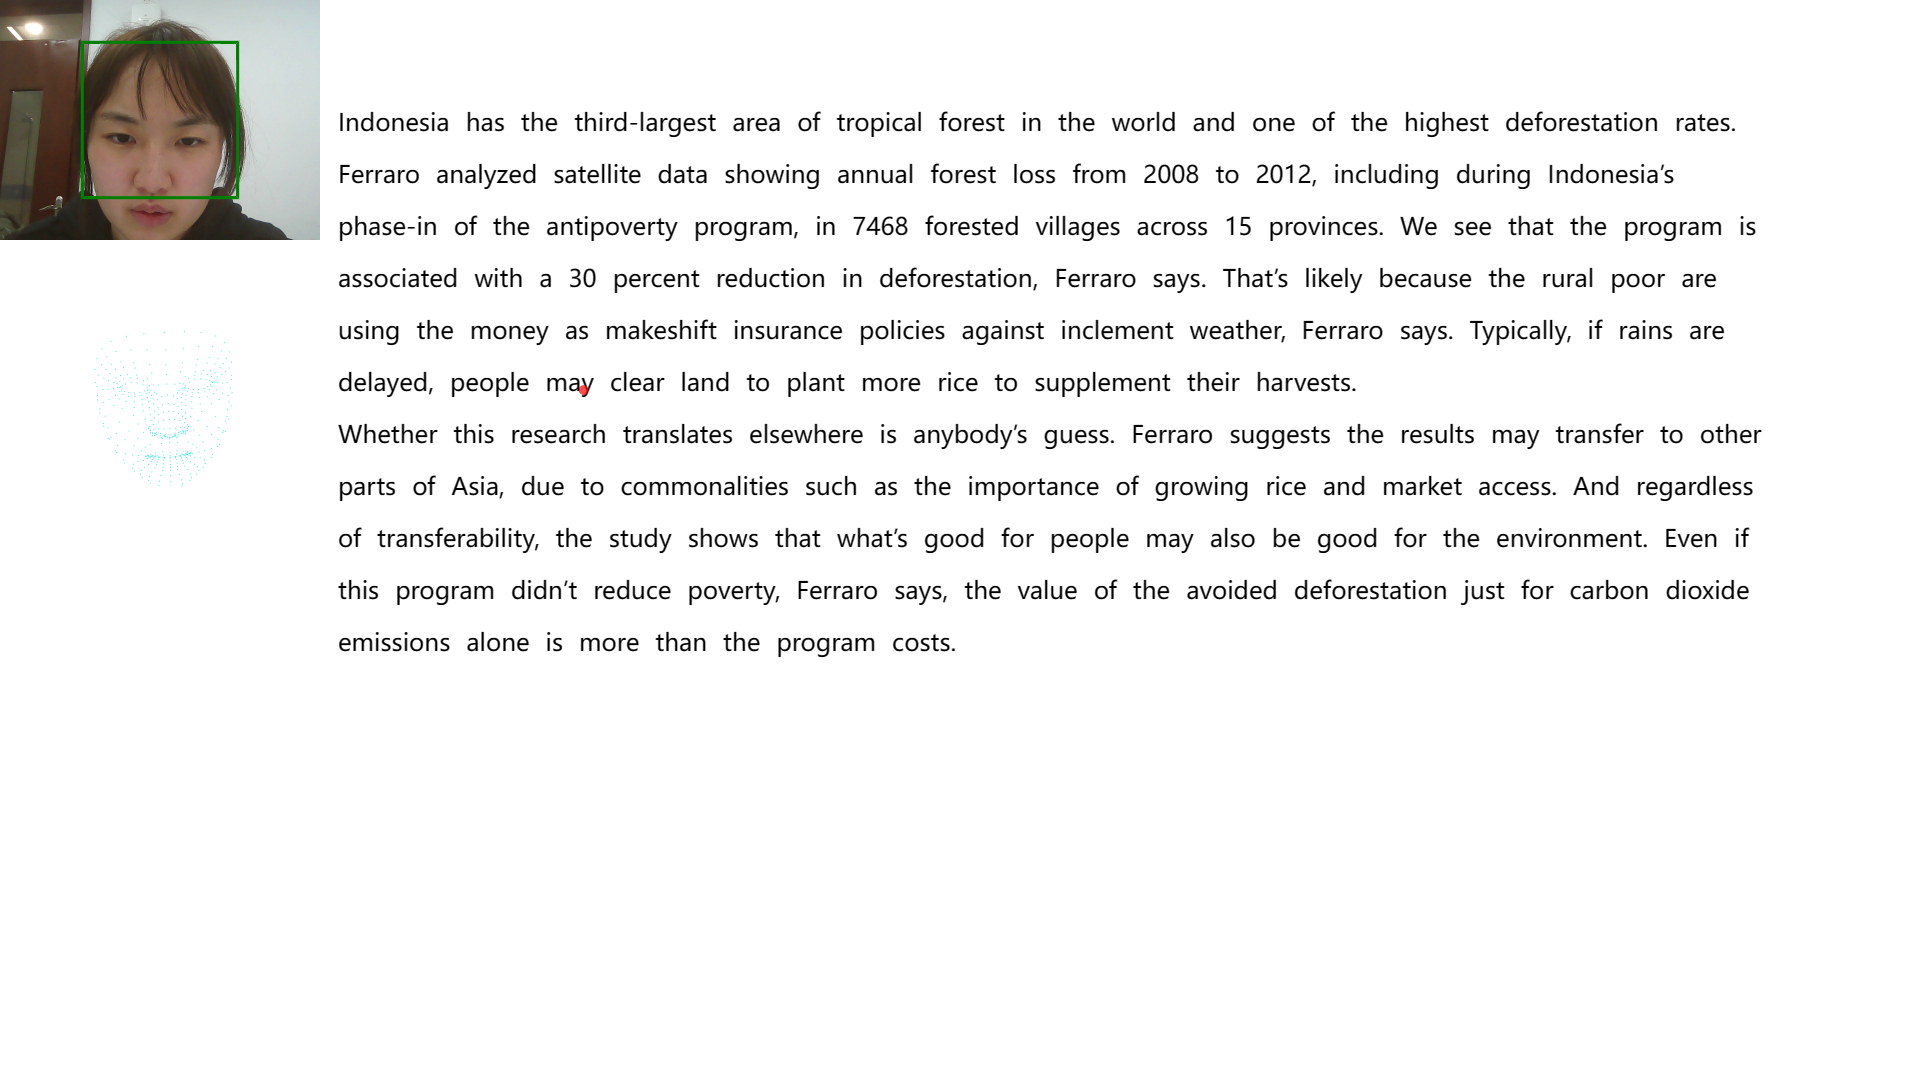 Indonesia has the third-largest area of tropical forest in the world and one of the highest deforestation rates.
Ferraro analyzed satellite data showing annual forest loss from 2008 to 2012, including during Indonesia’s
phase-in of the antipoverty program, in 7468 forested villages across 15 provinces. We see that the program is
associated with a 30 percent reduction in deforestation, Ferraro says. That’s likely because the rural poor are
using the money as makeshift insurance policies against inclement weather, Ferraro says. Typically, if rains are
delayed, people may clear land to plant more rice to supplement their harvests.
Whether this research translates elsewhere is anybody’s guess. Ferraro suggests the results may transfer to other
parts of Asia, due to commonalities such as the importance of growing rice and market access. And regardless
of transferability, the study shows that what’s good for people may also be good for the environment. Even if
this program didn’t reduce poverty, Ferraro says, the value of the avoided deforestation just for carbon dioxide
emissions alone is more than the program costs.